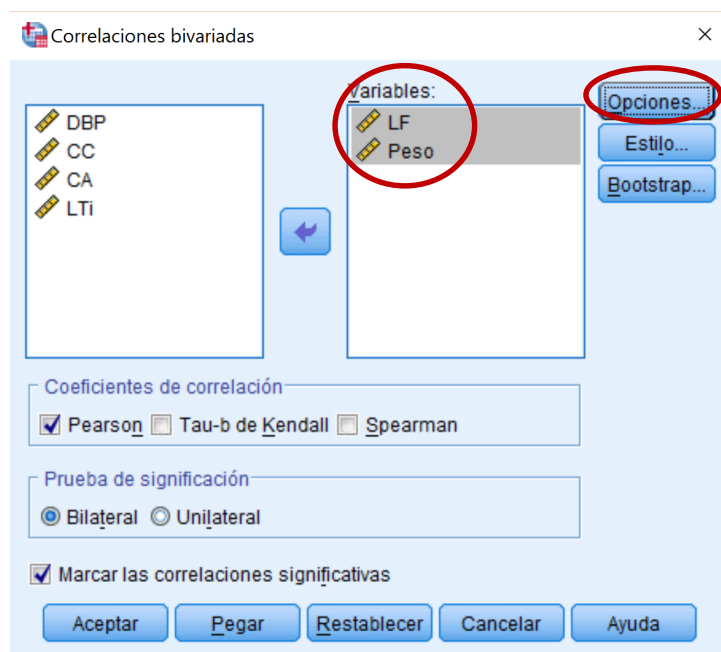 Correlaciones bivariadas
Variables:
DBP
CC
CA
LTi
LF
Peso
Opciones...
Estilo...
Bootstrap...
Coeficientes de correlación
Pearson Tau-b de Kendall Spearman
Prueba de significación
Bilateral Unilateral
Marcar las correlaciones significativas
Aceptar Pegar Restablecer Cancelar Ayuda